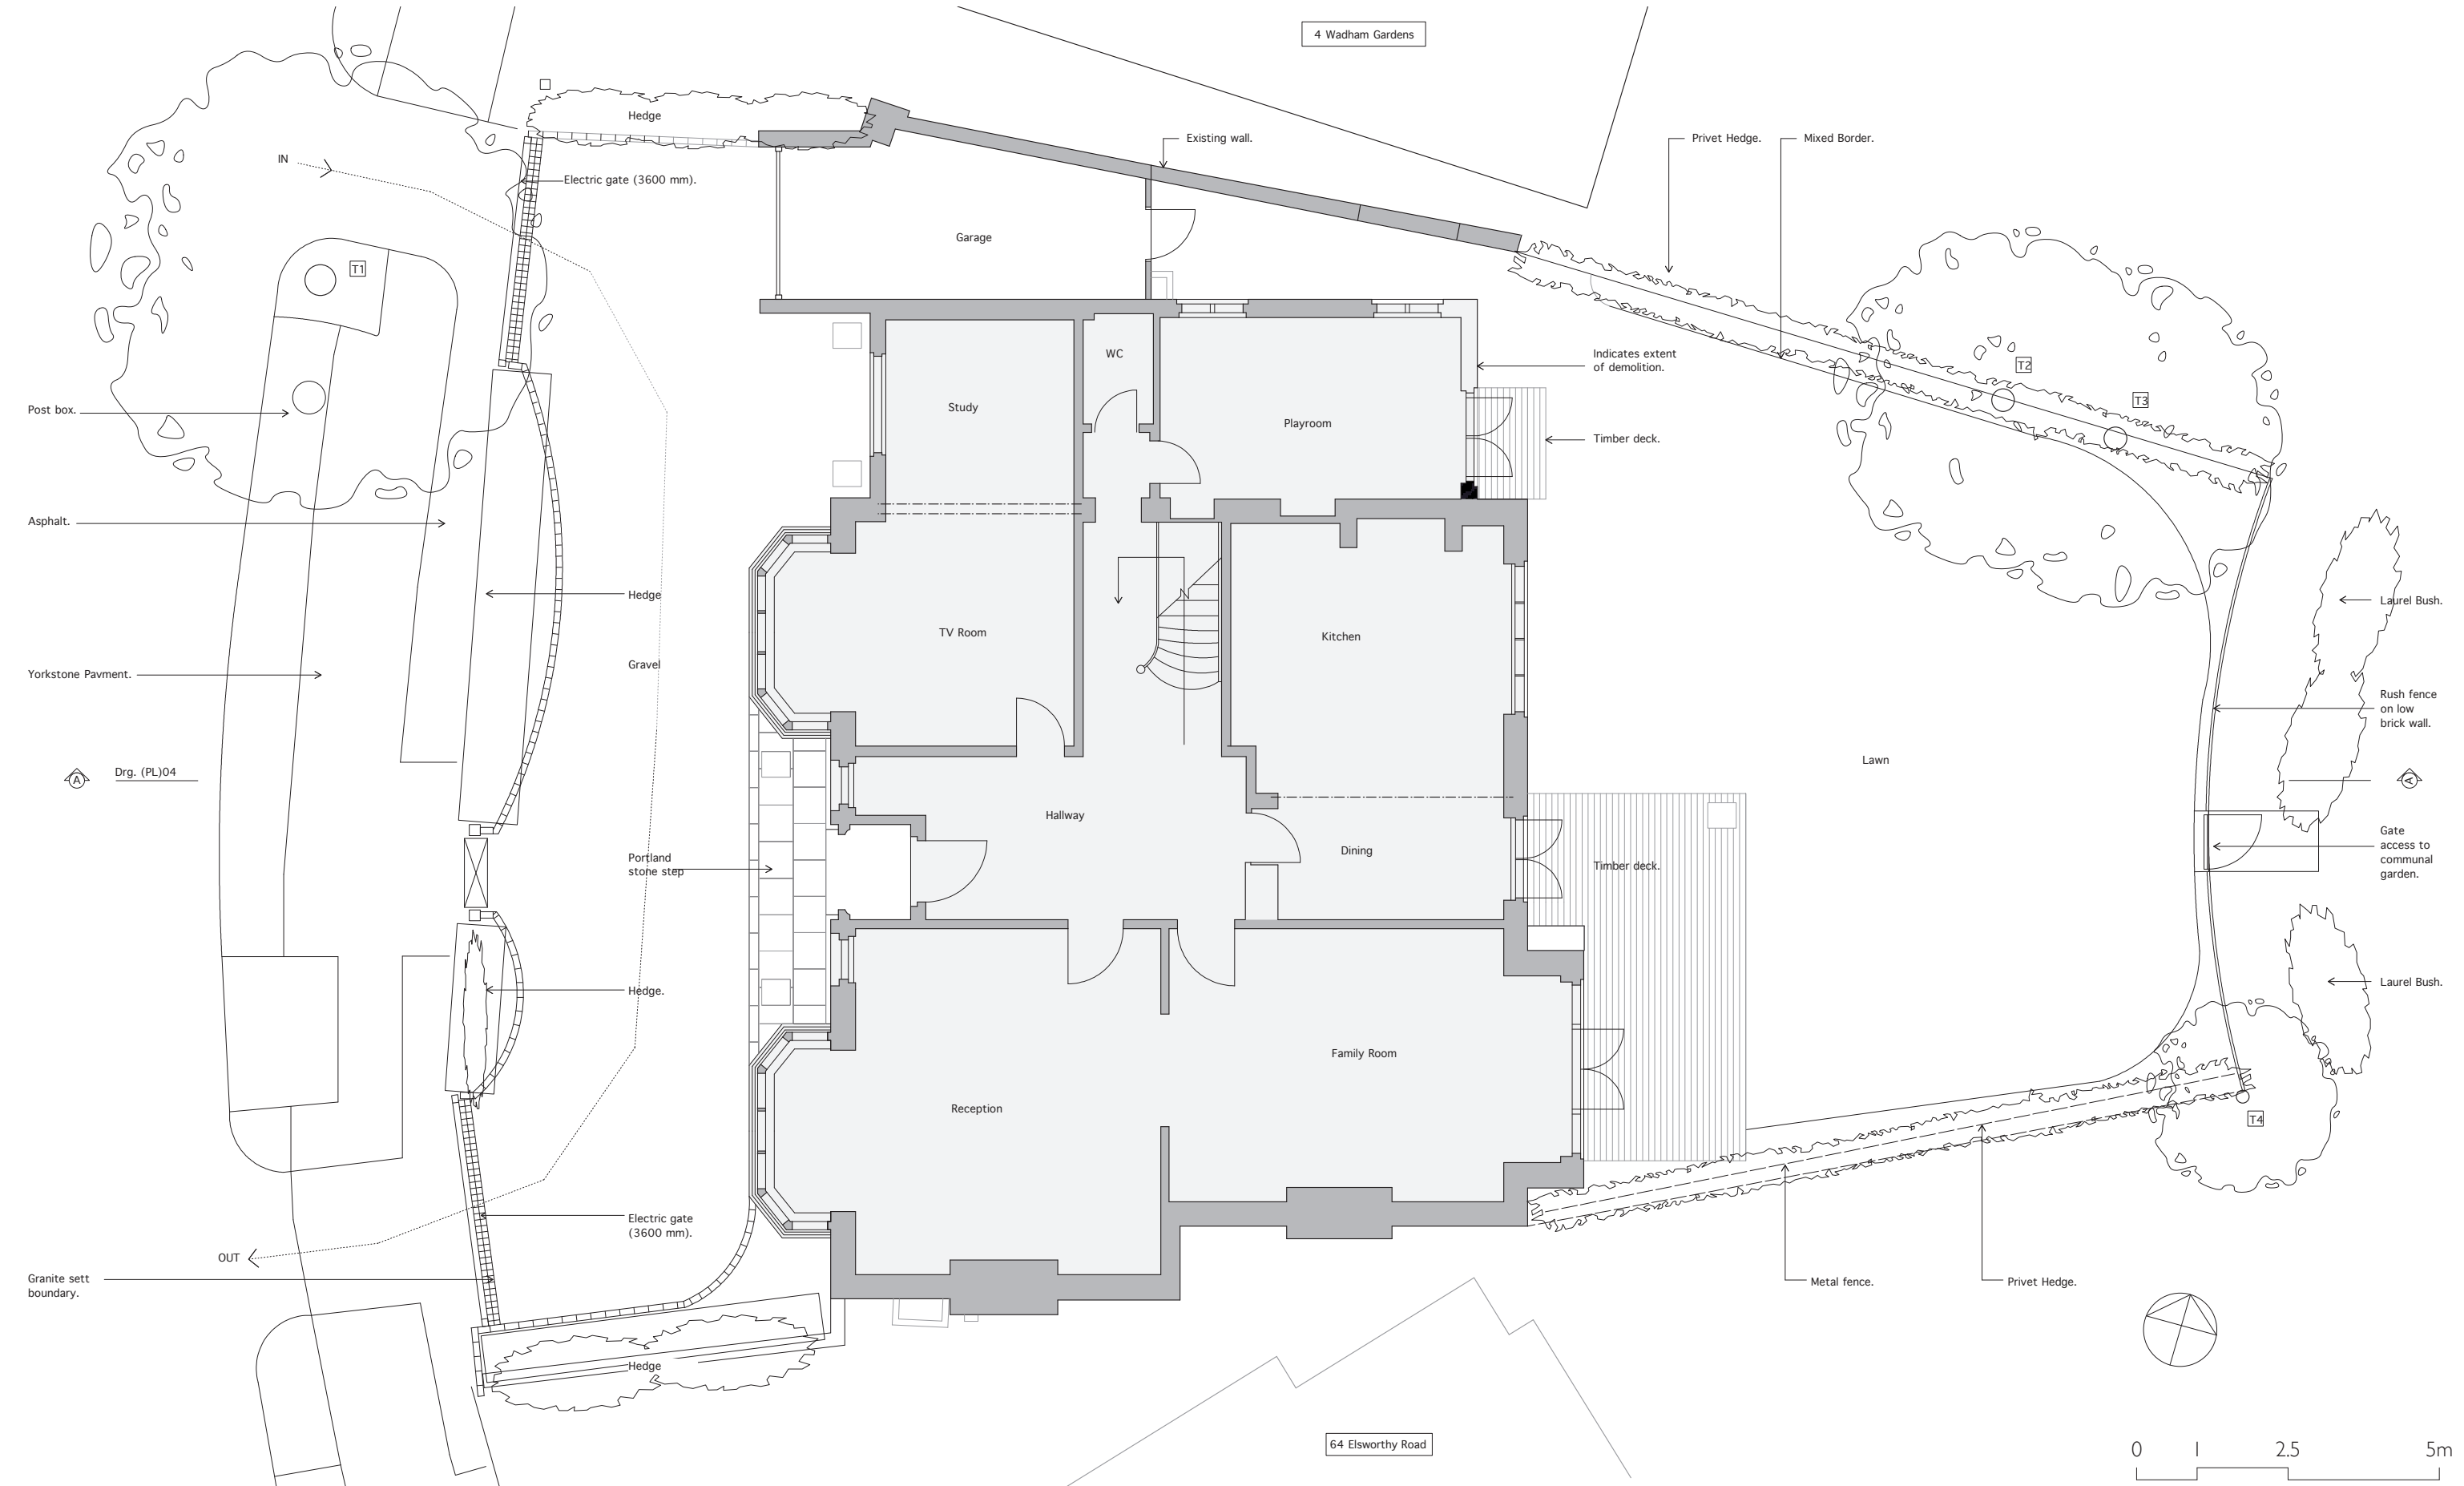 4 Wadham Gardens
Hedge
Existing wall.
Privet Hedge.
Mixed Border.
IN
Electric gate (3600 mm).
Garage
T1
WC
Indicates extent
of demolition.
T2
T3
Post box.
Study
Playroom
Timber deck.
Asphalt.
Hedge
Laurel Bush.
TV Room
Kitchen
Gravel
Yorkstone Pavment.
Rush fence
on low
brick wall.
Lawn
A
Drg. (PL)04
A
Hallway
Gate
access to
communal
garden.
Dining
Portland
stone step
Timber deck.
Hedge.
Laurel Bush.
Family Room
Reception
T4
Electric gate
(3600 mm).
OUT
Granite sett
boundary.
Metal fence.
Privet Hedge.
Hedge
64 Elsworthy Road
0 1 2.5 5m